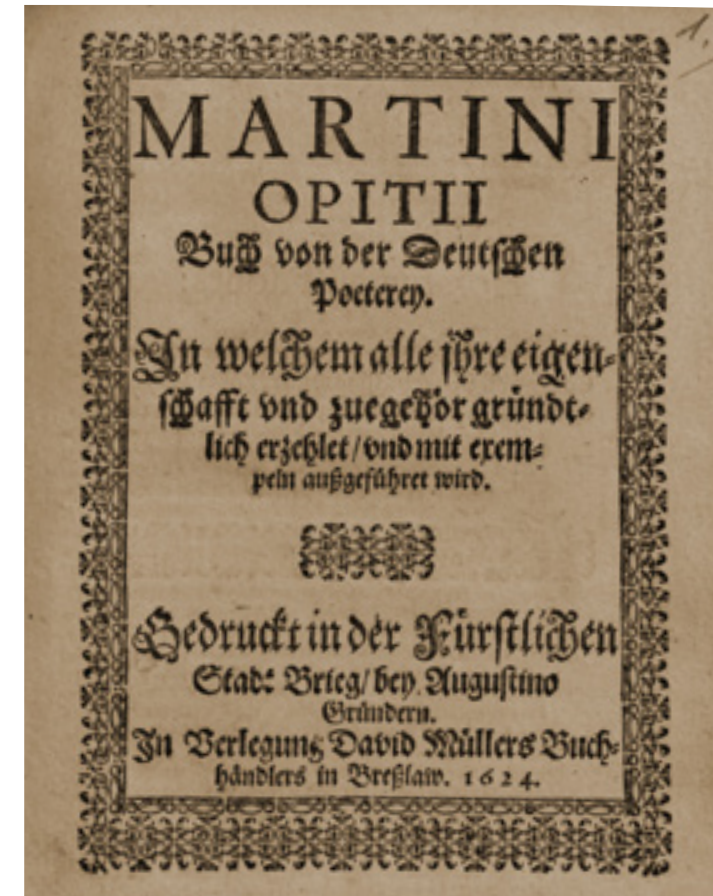 1.
MARTINI
OPITII
Buch von der Deutschen
Poeterey.
In welchem alle jhre eigen-
schafft vnd zuegehör gründt-
lich erzehlet/ vnd mit exem-
peln außgeführet wird.
Gedruckt in der Fürstlichen
Stadt Brieg/ bey Augustino
Gründern.
In Verlegung David Müllers Buch-
händlers in Breßlaw. 1624.